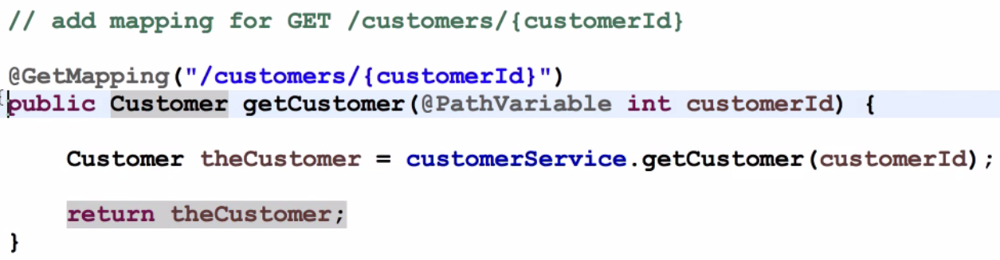 // add mapping for GET /customers/{customerId}
@GetMapping("/customers/{customerId}")
public Customer getCustomer(@PathVariable int customerId) {
Customer theCustomer = customerService.getCustomer(customerId);
return theCustomer;
}